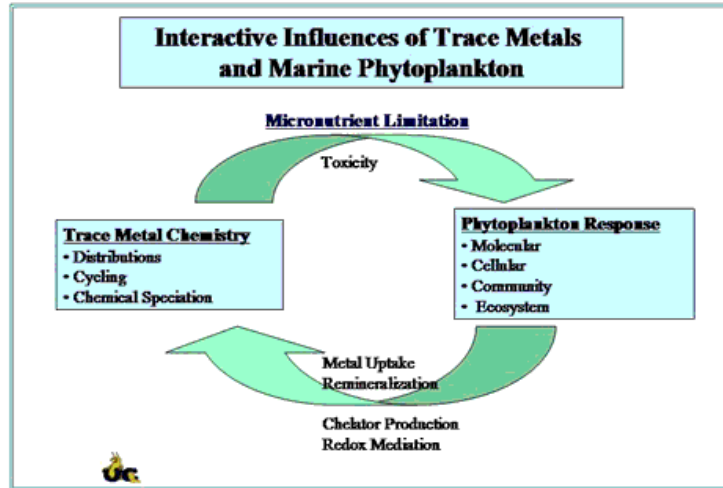 Interactive Influences of Trace Metals
and Marine Phytoplankton
Micronutrient Limitation
Toxicity
Trace Metal Chemistry
• Distributions
• Cycling
• Chemical Speciation
Phytoplankton Response
• Molecular
• Cellular
• Community
• Ecosystem
Metal Uptake
Remineralization
Chelator Production
Redox Mediation